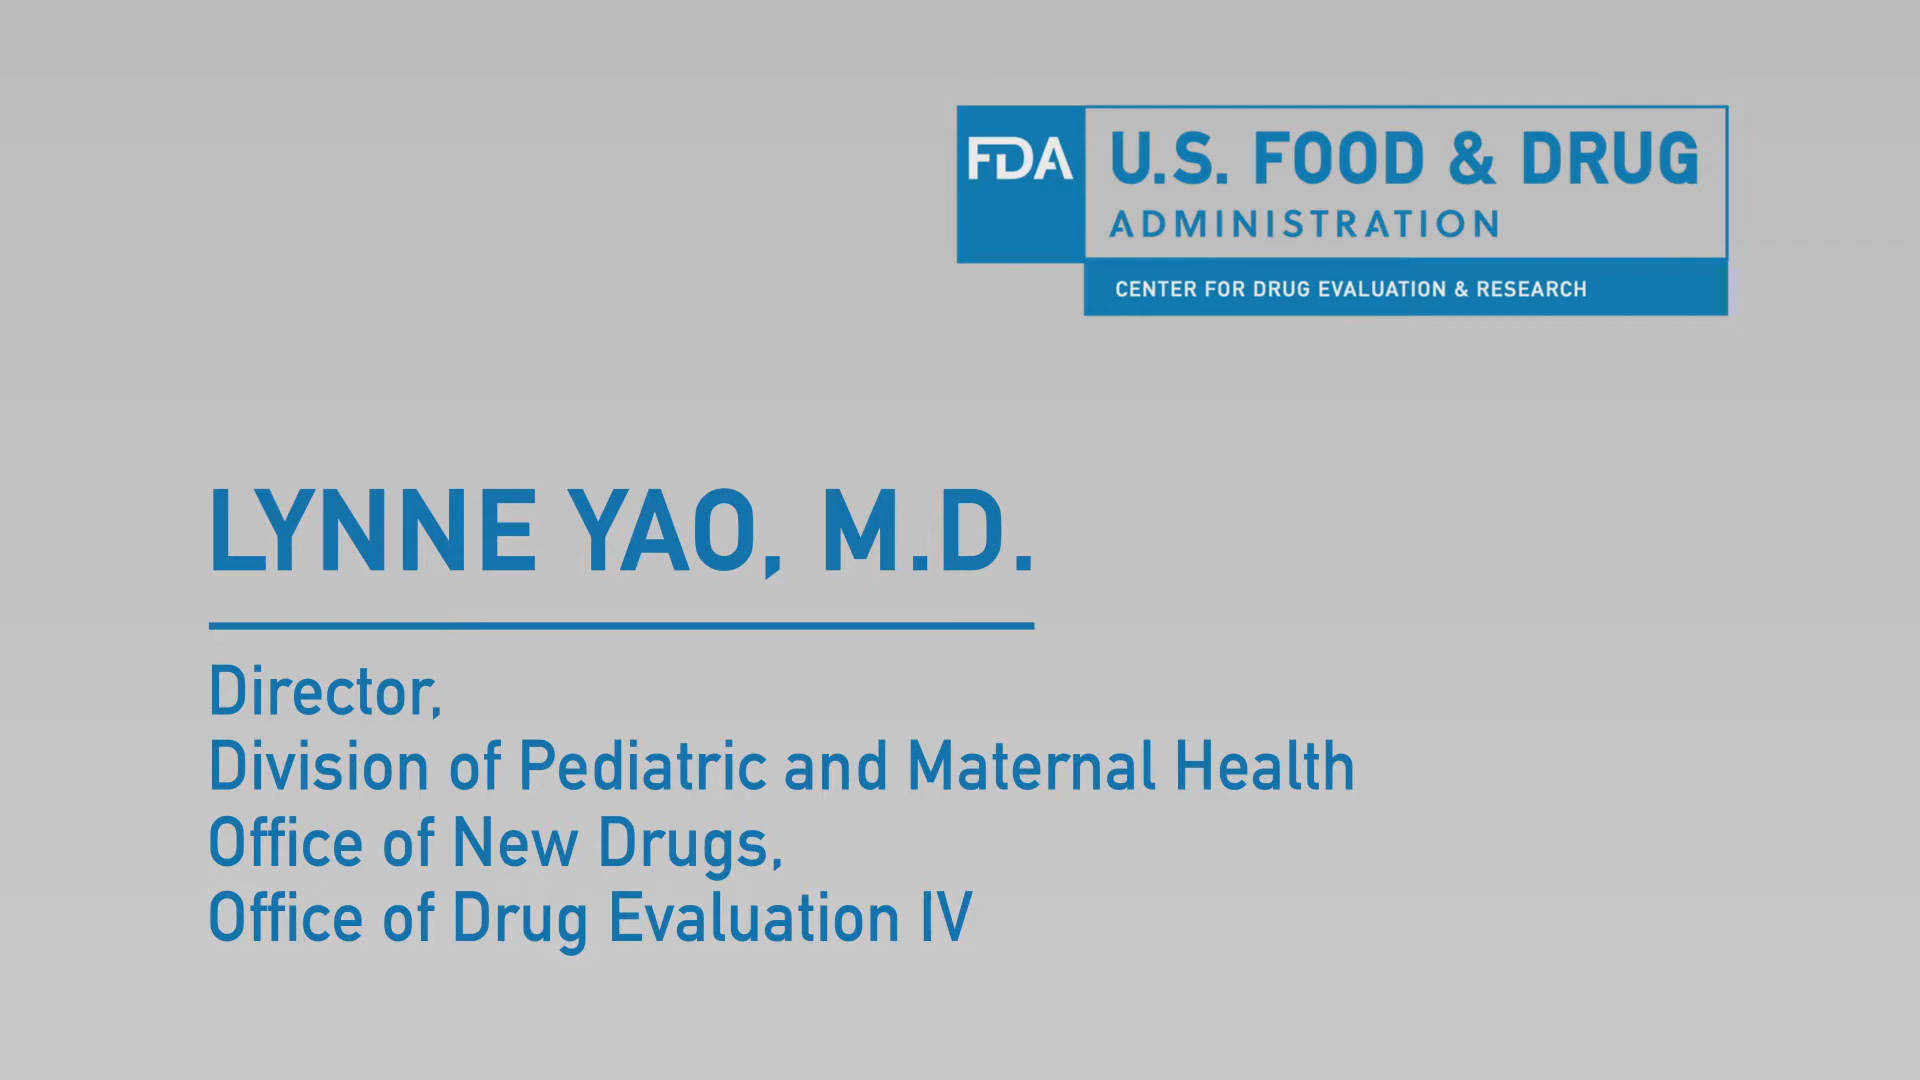 FDA
U.S. FOOD & DRUG
ADMINISTRATION
CENTER FOR DRUG EVALUATION & RESEARCH
LYNNE YAO, M.D.
Director,
Division of Pediatric and Maternal Health
Office of New Drugs,
Office of Drug Evaluation IV